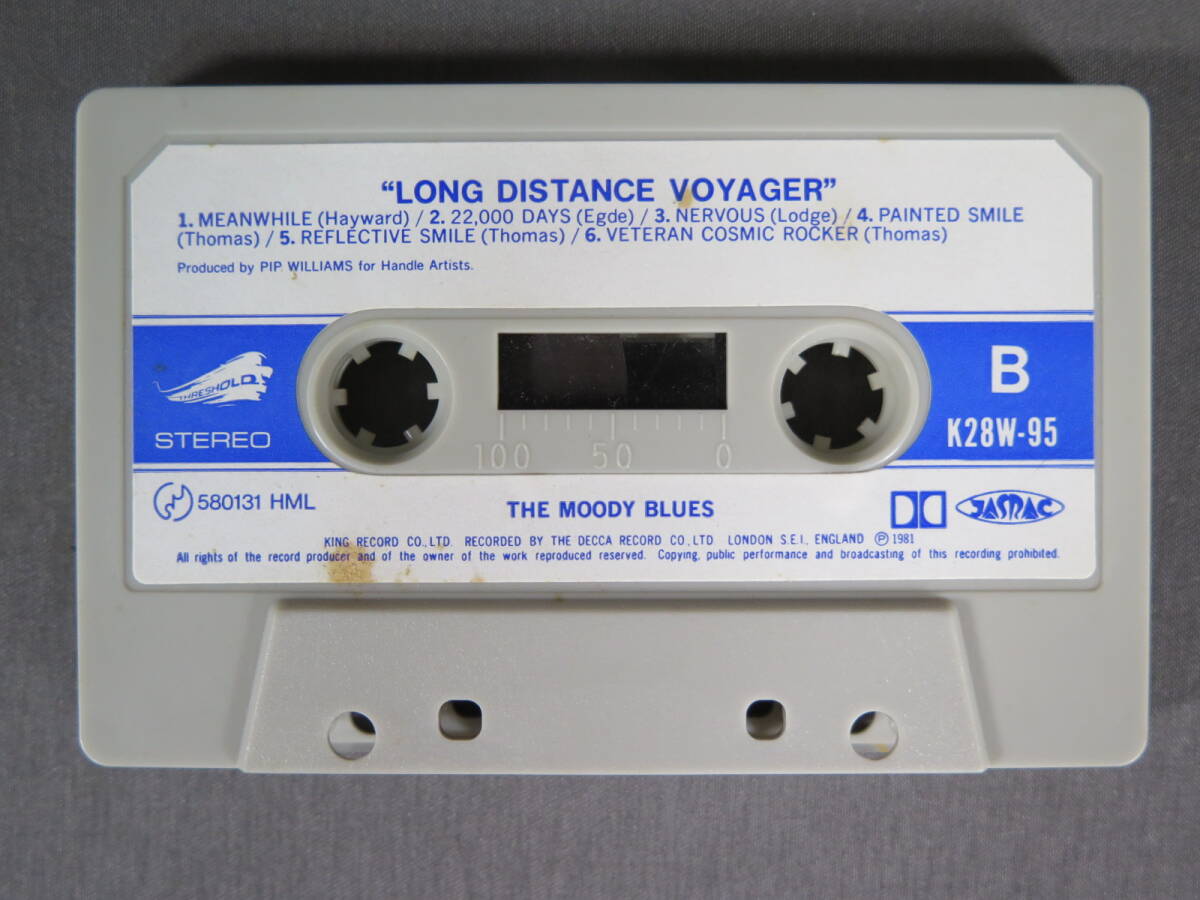 “LONG DISTANCE VOYAGER”
1. MEANWHILE (Hayward) / 2. 22,000 DAYS (Egde) / 3. NERVOUS (Lodge) / 4. PAINTED SMILE
(Thomas) / 5. REFLECTIVE SMILE (Thomas) / 6. VETERAN COSMIC ROCKER (Thomas)
Produced by PIP WILLIAMS for Handle Artists.
THRESHOLD
STEREO
B
K28W-95
100 50 0
580131 HML
THE MOODY BLUES
JASRAC
KING RECORD CO., LTD. RECORDED BY THE DECCA RECORD CO., LTD LONDON S.E.I., ENGLAND Ⓟ 1981
All rights of the record producer and of the owner of the work reproduced reserved. Copying, public performance and broadcasting of this recording prohibited.